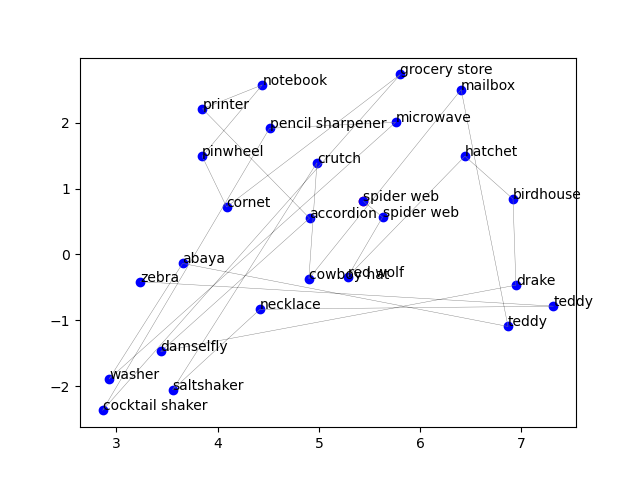 grocery store
notebook
mailbox
printer
pencil sharpener
microwave
pinwheel
crutch
hatchet
cornet
accordion
spider web
spider web
birdhouse
abaya
zebra
cowboy hat
red wolf
drake
teddy
necklace
teddy
damselfly
washer
saltshaker
cocktail shaker
2
1
0
−1
−2
3 4 5 6 7